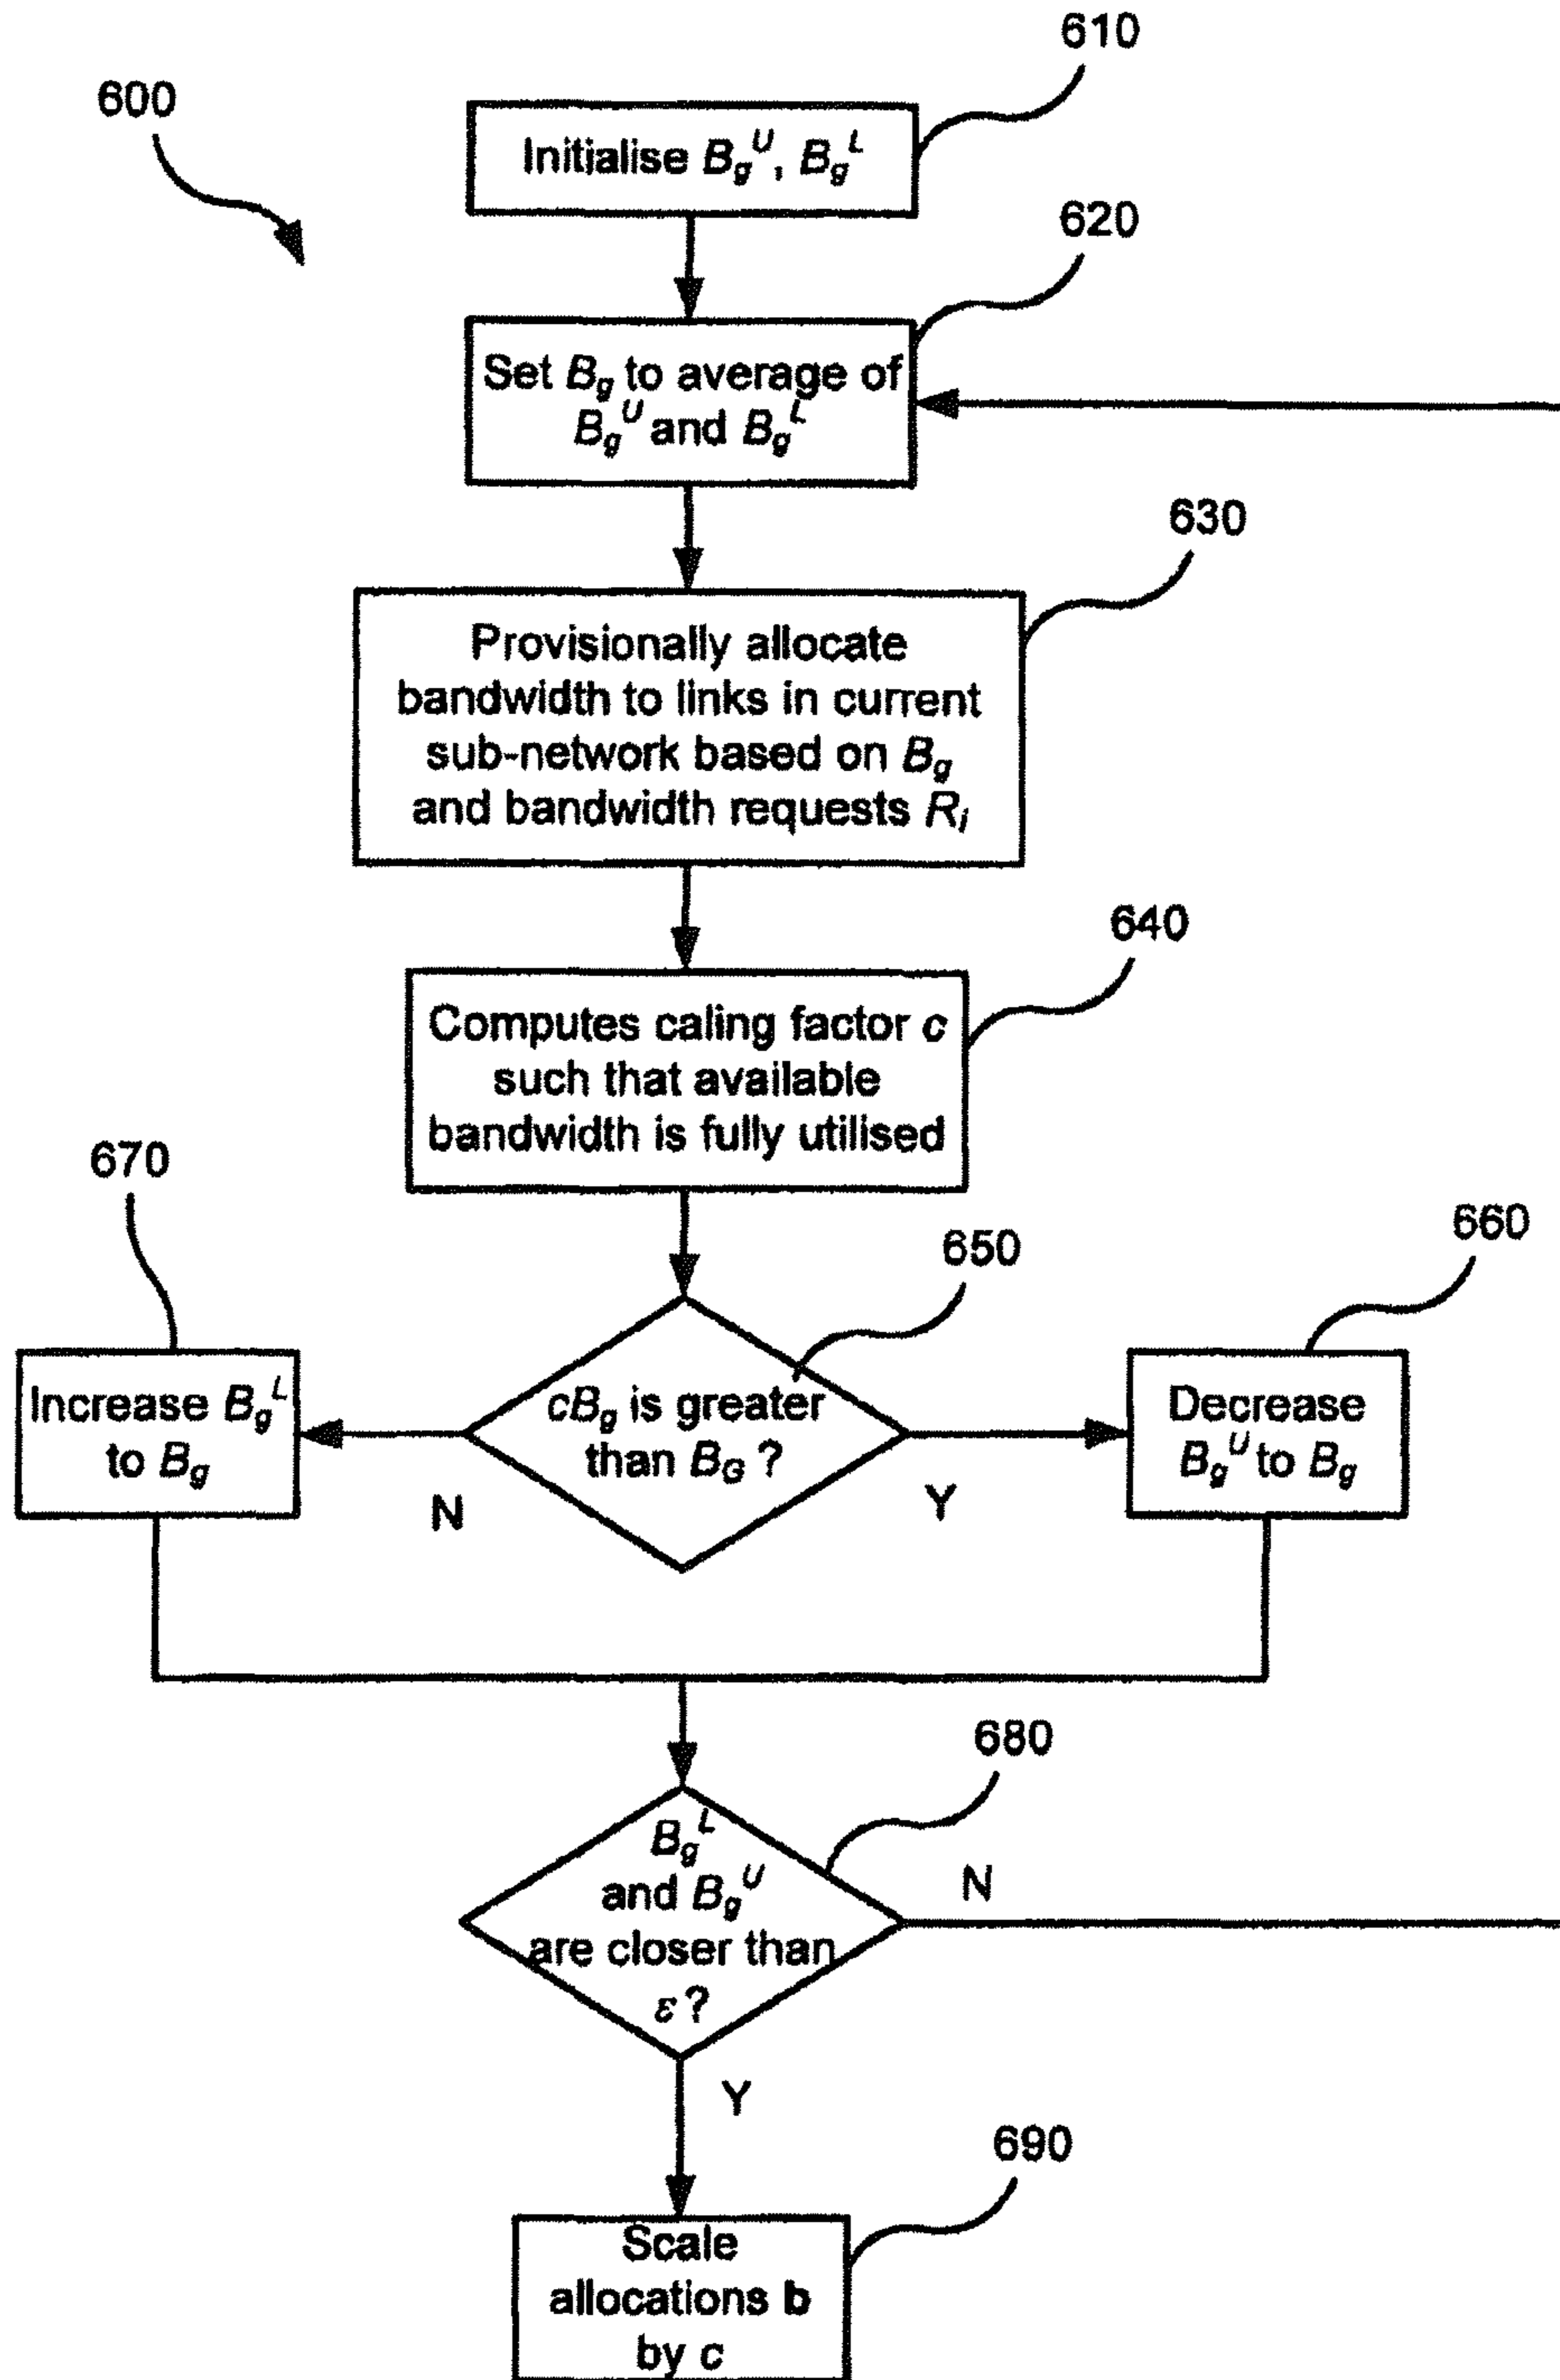 610
600
Initialise B_g^U, B_g^L
620
Set B_g to average of
B_g^U and B_g^L
630
Provisionally allocate
bandwidth to links in current
sub-network based on B_g
and bandwidth requests R_i
640
Computes caling factor c
such that available
bandwidth is fully utilised
670
650
660
Increase B_g^L
to B_g
cB_g is greater
than B_G ?
Decrease
B_g^U to B_g
N
Y
680
B_g^L
and B_g^U
are closer than
ε ?
N
Y
690
Scale
allocations b
by c